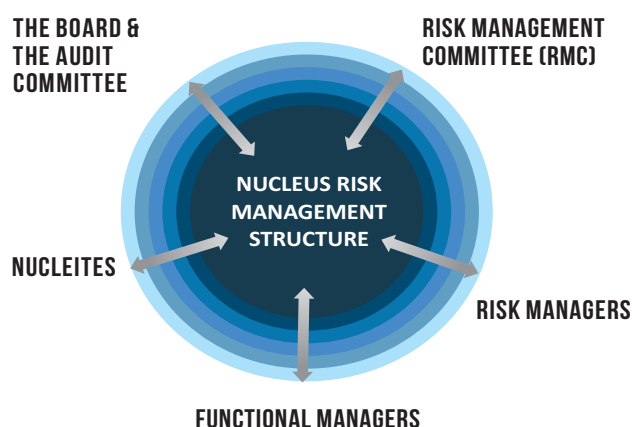 THE BOARD &
THE AUDIT
COMMITTEE
RISK MANAGEMENT
COMMITTEE (RMC)
NUCLEUS RISK
MANAGEMENT
STRUCTURE
NUCLEITES
RISK MANAGERS
FUNCTIONAL MANAGERS